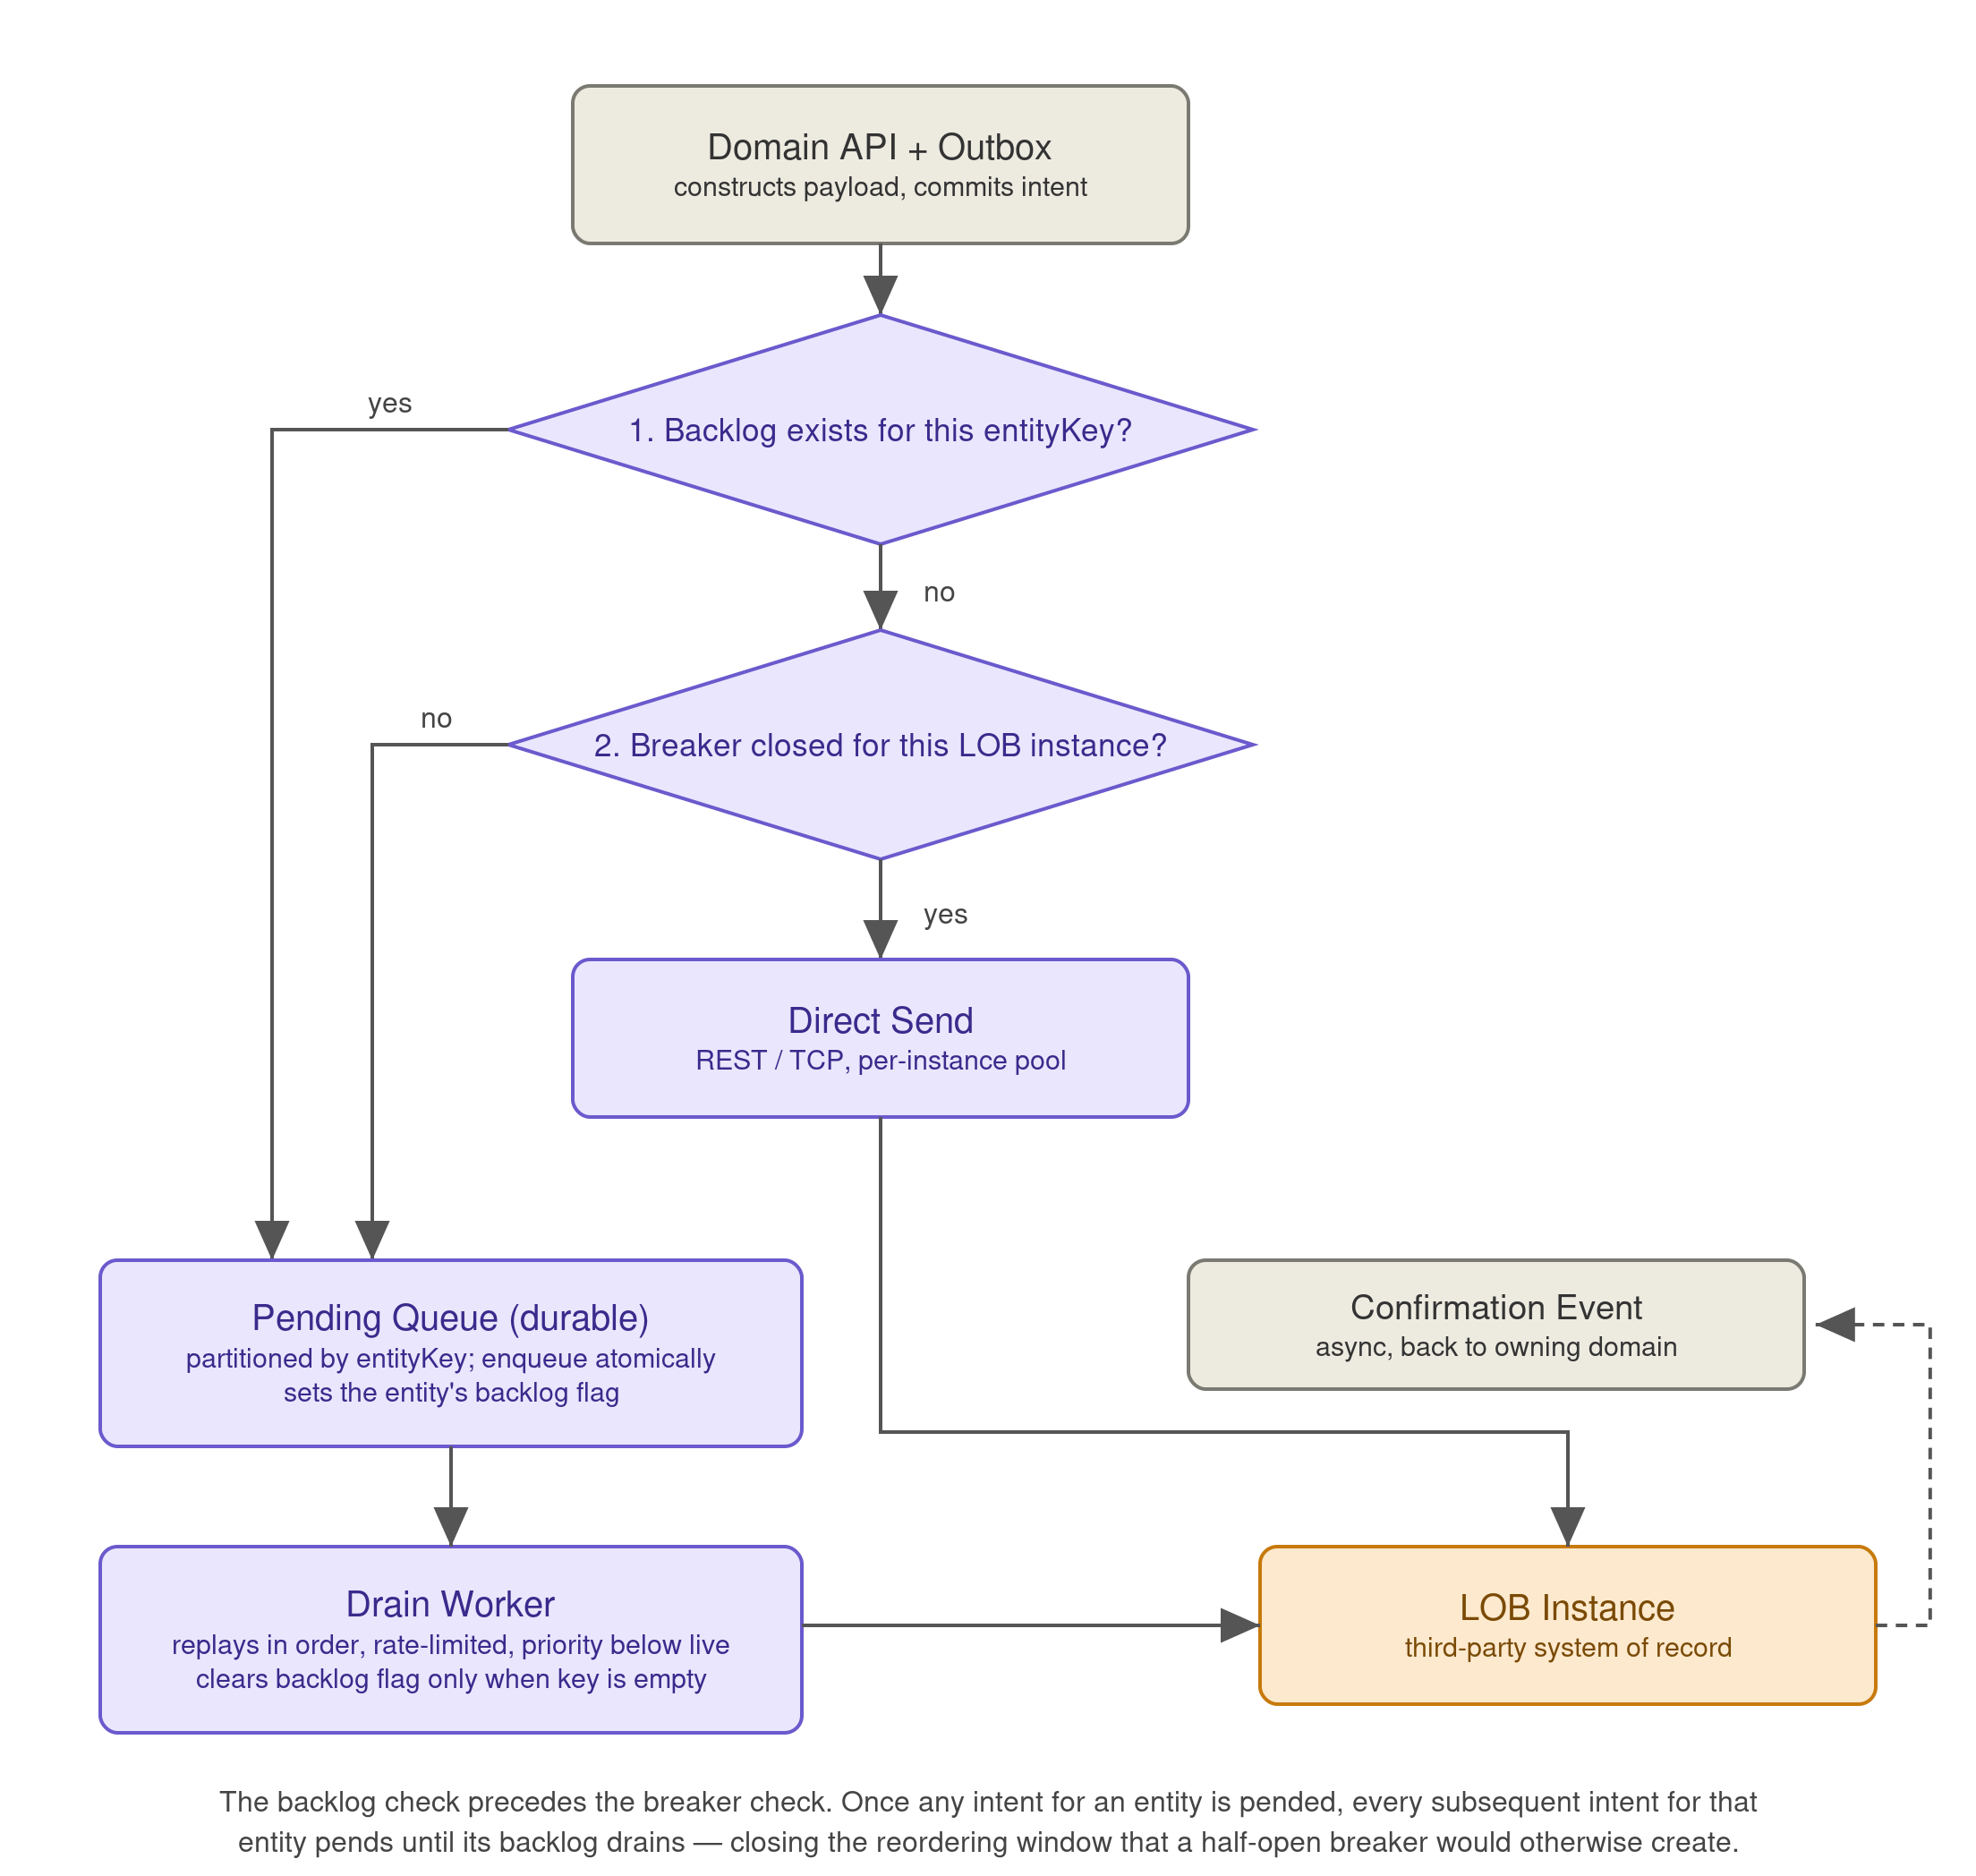 Domain API + Outbox
constructs payload, commits intent
yes
1. Backlog exists for this entityKey?
no
no
2. Breaker closed for this LOB instance?
yes
Direct Send
REST / TCP, per-instance pool
Pending Queue (durable)
partitioned by entityKey; enqueue atomically
sets the entity's backlog flag
Confirmation Event
async, back to owning domain
Drain Worker
replays in order, rate-limited, priority below live
clears backlog flag only when key is empty
LOB Instance
third-party system of record
The backlog check precedes the breaker check. Once any intent for an entity is pended, every subsequent intent for that
entity pends until its backlog drains — closing the reordering window that a half-open breaker would otherwise create.